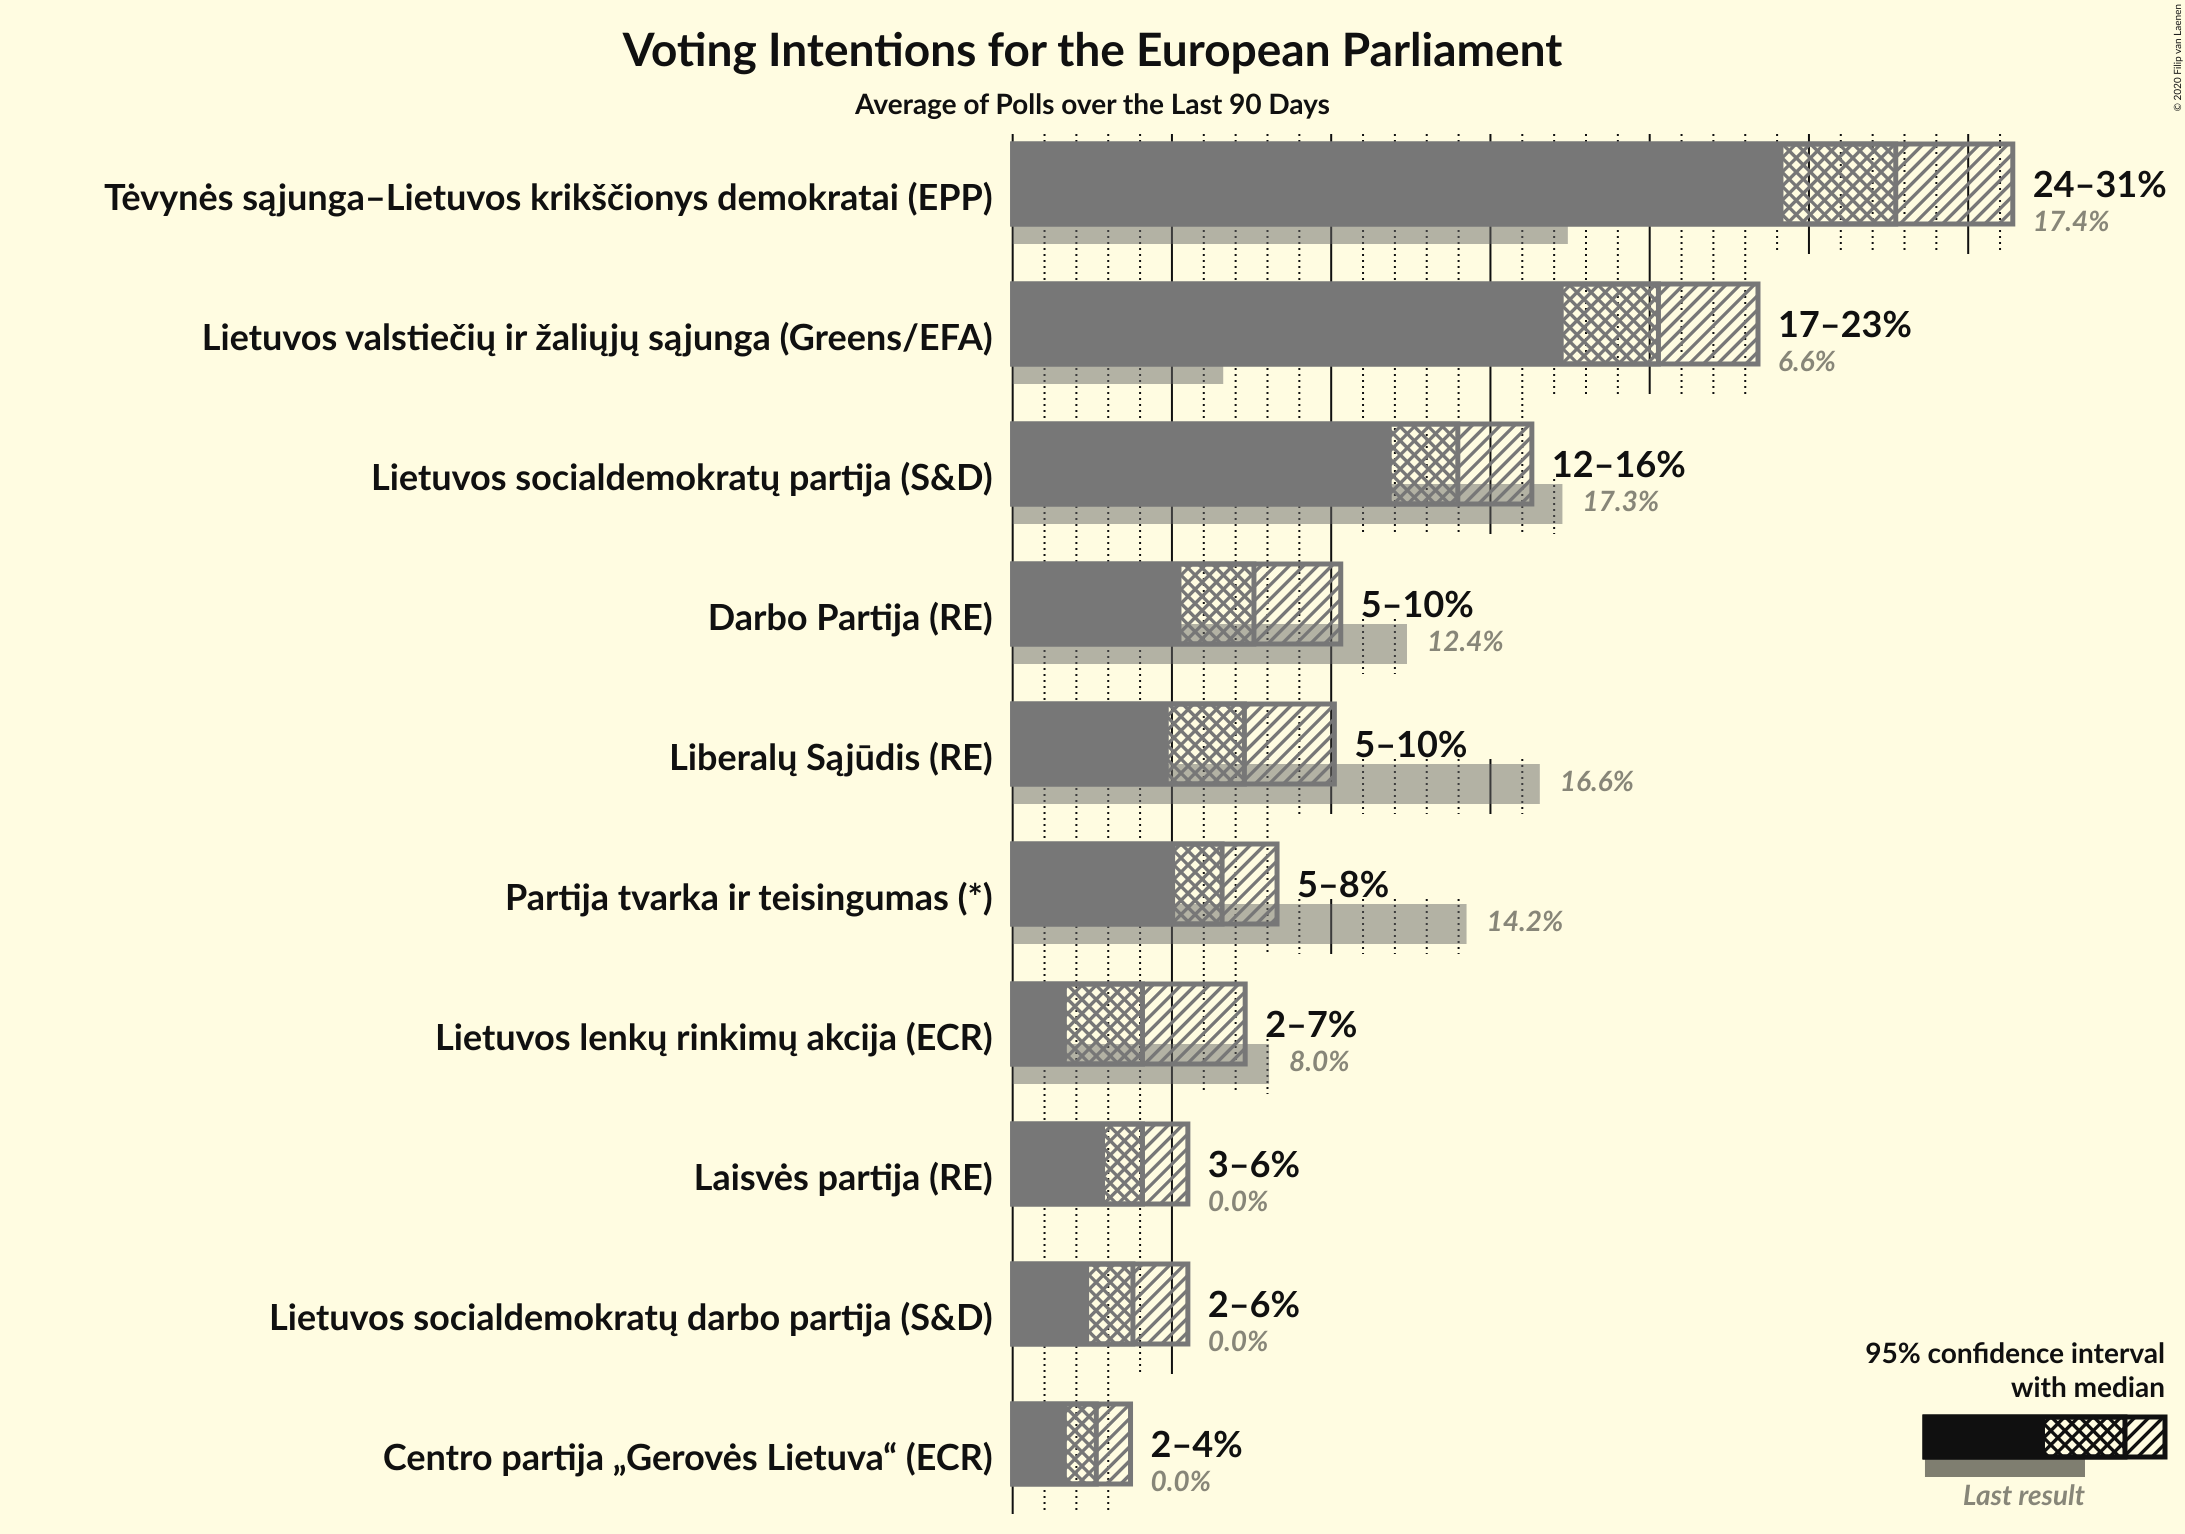 © 2020 Filip van Laenen
Voting Intentions for the European Parliament
Average of Polls over the Last 90 Days
Tėvynės sąjunga–Lietuvos krikščionys demokratai (EPP)
24–31%
17.4%
Lietuvos valstiečių ir žaliųjų sąjunga (Greens/EFA)
17–23%
6.6%
Lietuvos socialdemokratų partija (S&D)
12–16%
17.3%
Darbo Partija (RE)
5–10%
12.4%
Liberalų Sąjūdis (RE)
5–10%
16.6%
Partija tvarka ir teisingumas (*)
5–8%
14.2%
Lietuvos lenkų rinkimų akcija (ECR)
2–7%
8.0%
Laisvės partija (RE)
3–6%
0.0%
Lietuvos socialdemokratų darbo partija (S&D)
2–6%
0.0%
Centro partija „Gerovės Lietuva“ (ECR)
2–4%
0.0%
95% confidence interval
with median
Last result